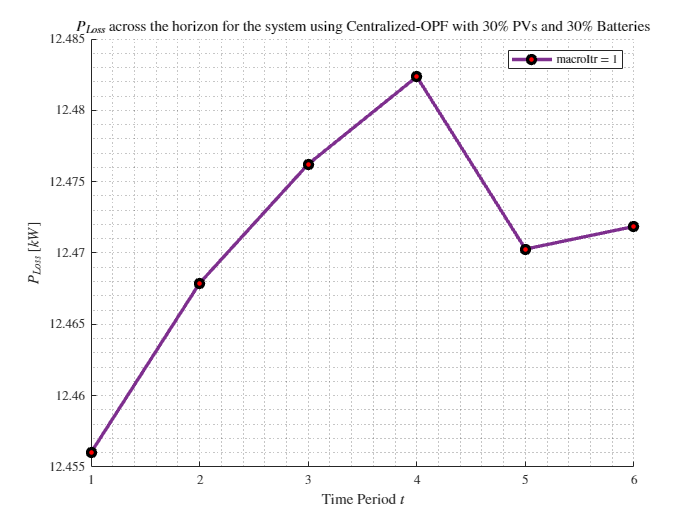 P_Loss across the horizon for the system using Centralized-OPF with 30% PVs and 30% Batteries
macroItr = 1
12.485
12.48
12.475
12.47
12.465
12.46
12.455
P_Loss [kW]
1 2 3 4 5 6
Time Period t